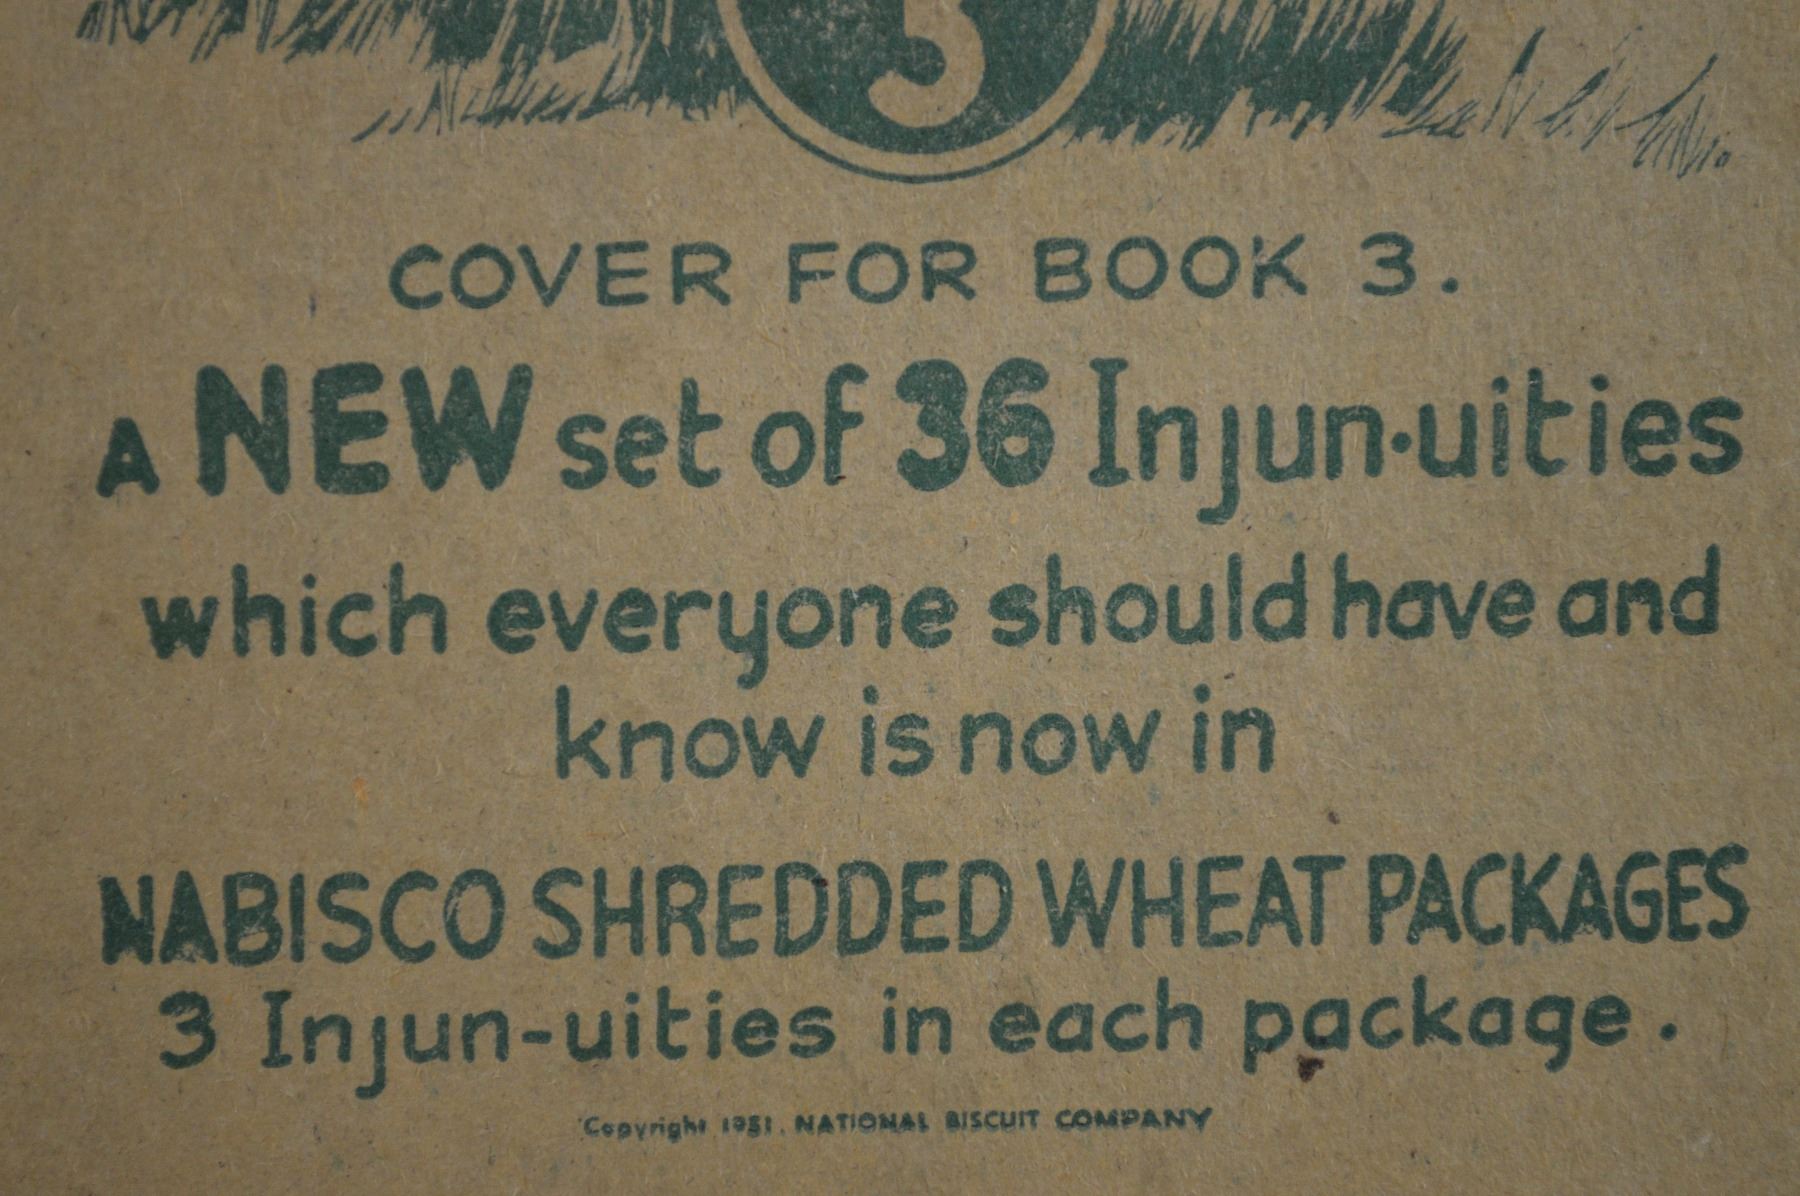 3
COVER FOR BOOK 3.
A NEW set of 36 Injun-uities
which everyone should have and
know is now in
NABISCO SHREDDED WHEAT PACKAGES
3 Injun-uities in each package.
Copyright 1951, NATIONAL BISCUIT COMPANY